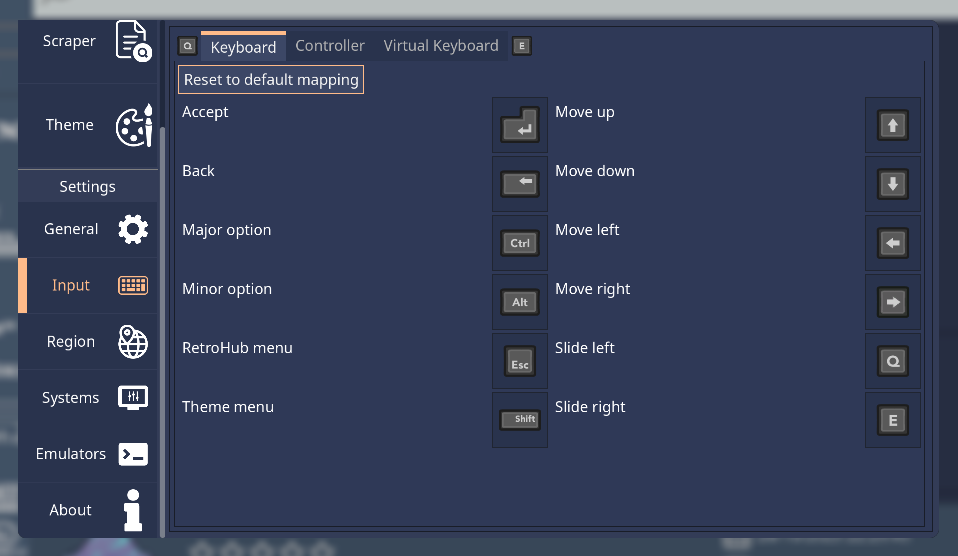 Scraper
Theme
Settings
General
Input
Region
Systems
Emulators
About
Q Keyboard Controller Virtual Keyboard E
Reset to default mapping
Accept Move up
Back Move down
Major option Ctrl Move left
Minor option Alt Move right
RetroHub menu Esc Slide left Q
Theme menu Shift Slide right E